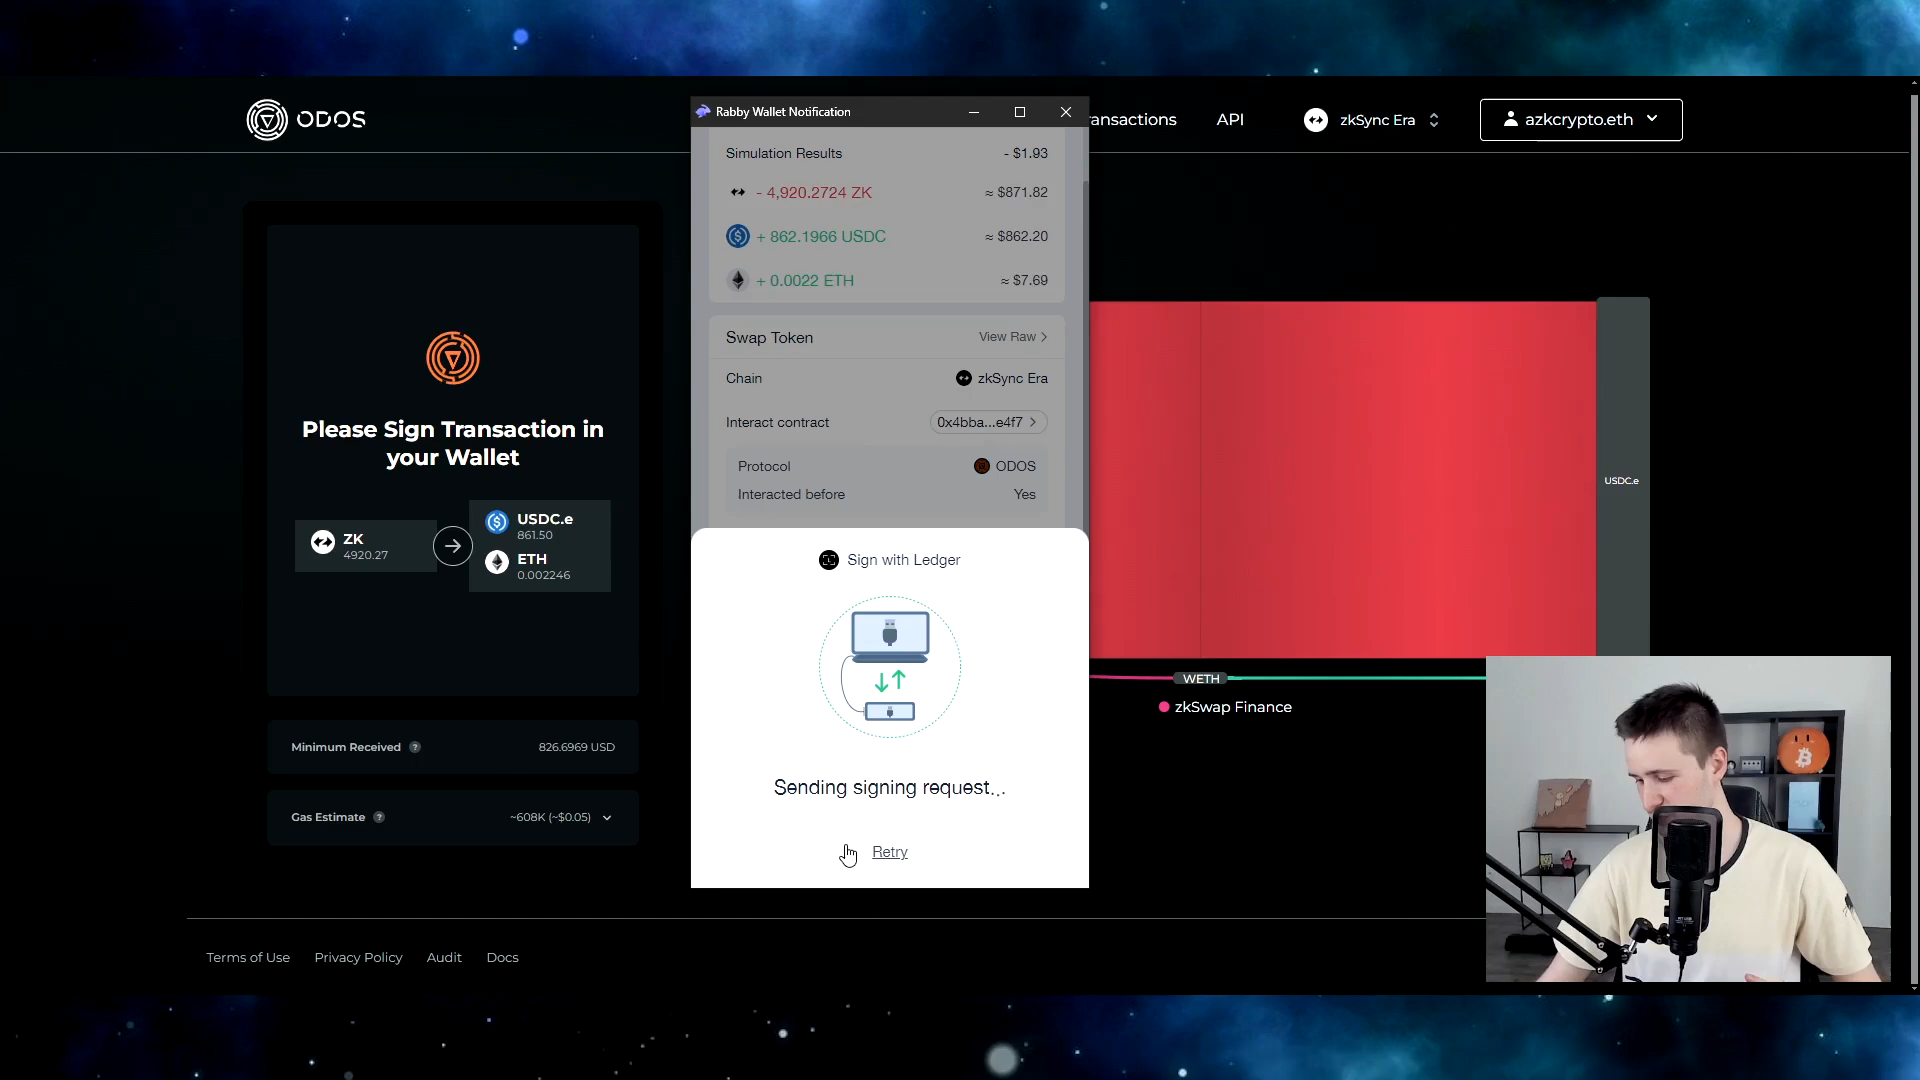 ODOS
ransactions
API
zkSync Era
azkcrypto.eth
Rabby Wallet Notification
Simulation Results
- $1.93
- 4,920.2724 ZK
≈ $871.82
+ 862.1966 USDC
≈ $862.20
+ 0.0022 ETH
≈ $7.69
Swap Token
View Raw >
Chain
zkSync Era
Interact contract
0x4bba...e4f7 >
Protocol
ODOS
Interacted before
Yes
Sign with Ledger
Sending signing request...
Retry
Please Sign Transaction in
your Wallet
ZK
4920.27
USDC.e
861.50
ETH
0.002246
Minimum Received ?
826.6969 USD
Gas Estimate ?
~608K (~$0.05)
USDC.e
WETH
zkSwap Finance
Terms of Use
Privacy Policy
Audit
Docs